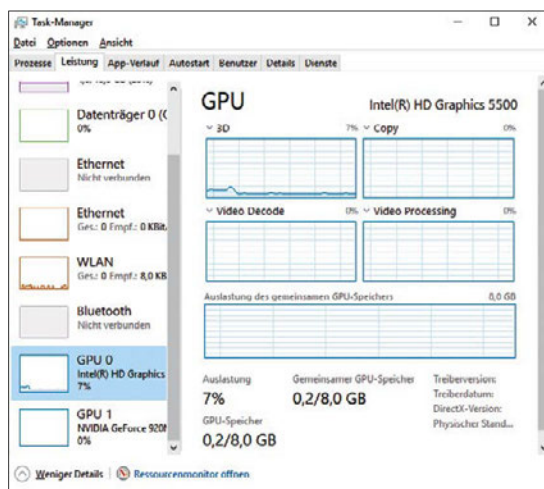 Task-Manager
Datei Optionen Ansicht
Prozesse Leistung App-Verlauf Autostart Benutzer Details Dienste
Datenträger 0 (C
0%
Ethernet
Nicht verbunden
Ethernet
Ges.: 0 Empf.: 0 KBit,
WLAN
Ges.: 0 Empf.: 8,0 KB
Bluetooth
Nicht verbunden
GPU 0
Intel(R) HD Graphics
7%
GPU 1
NVIDIA GeForce 920M
0%
GPU Intel(R) HD Graphics 5500
3D 7% Copy 0%
Video Decode 0% Video Processing 0%
Auslastung des gemeinsamen GPU-Speichers 8,0 GB
Auslastung Gemeinsamer GPU-Speicher Treiberversion:
7% 0,2/8,0 GB Treiberdatum:
DirectX-Version:
GPU-Speicher Physischer Stand...
0,2/8,0 GB
Weniger Details Ressourcenmonitor öffnen